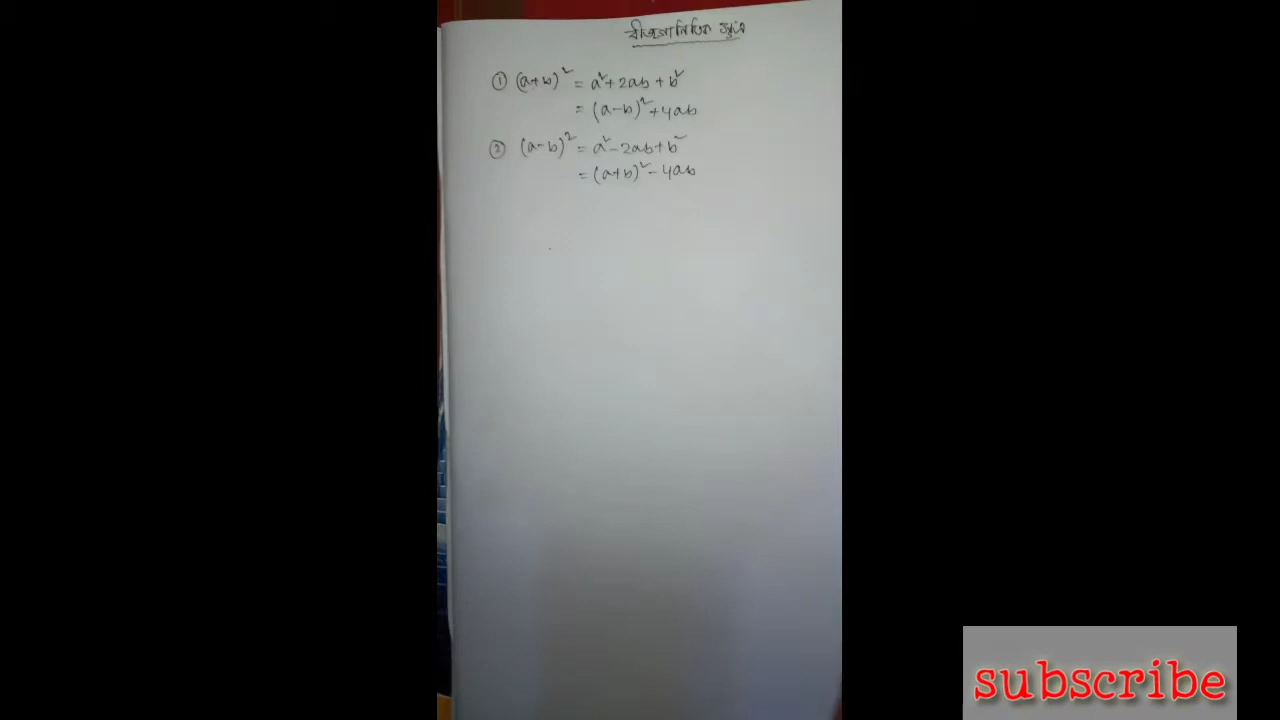 বীজগানিতিক সুত্র
① (a+b)² = a²+2ab+b²
= (a-b)²+4ab
② (a-b)² = a²-2ab+b²
= (a+b)²-4ab
subscribe